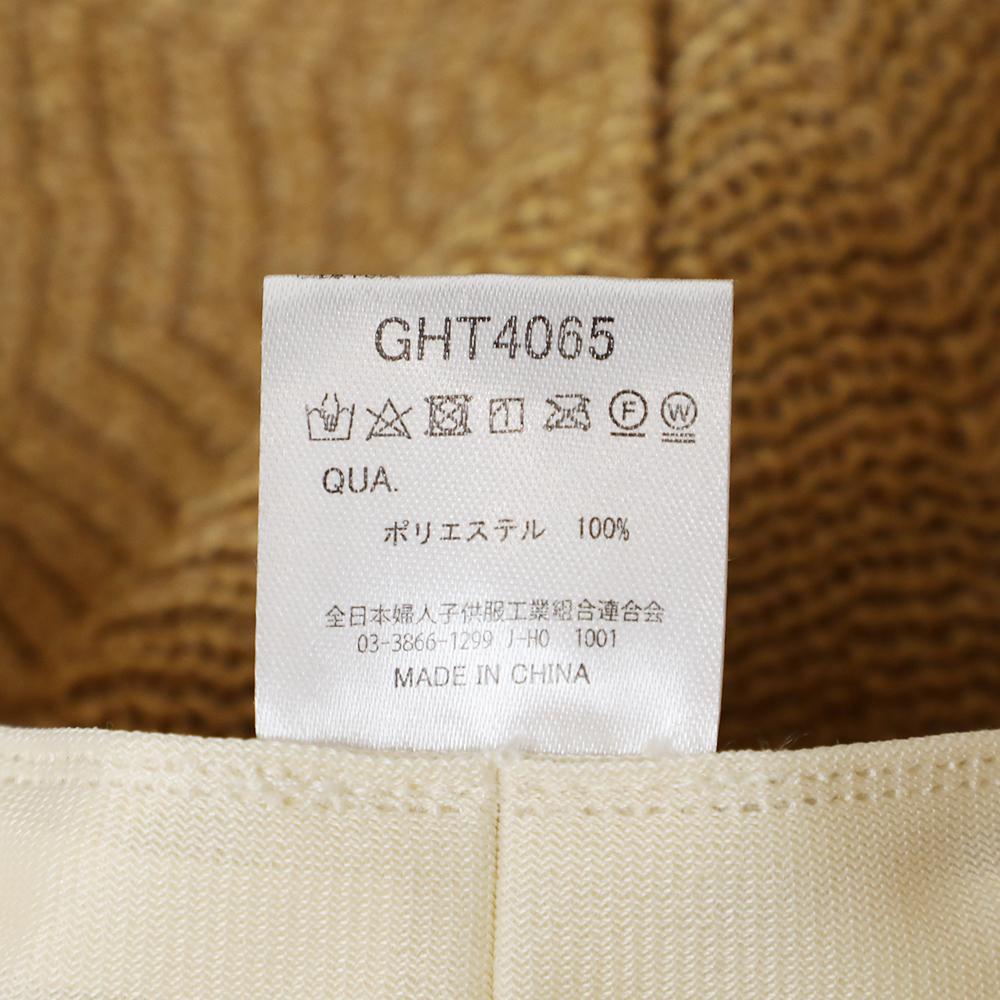 GHT4065
F W
QUA.
ポリエステル 100%
全日本婦人子供服工業組合連合会
03-3866-1299 J-HO 1001
MADE IN CHINA